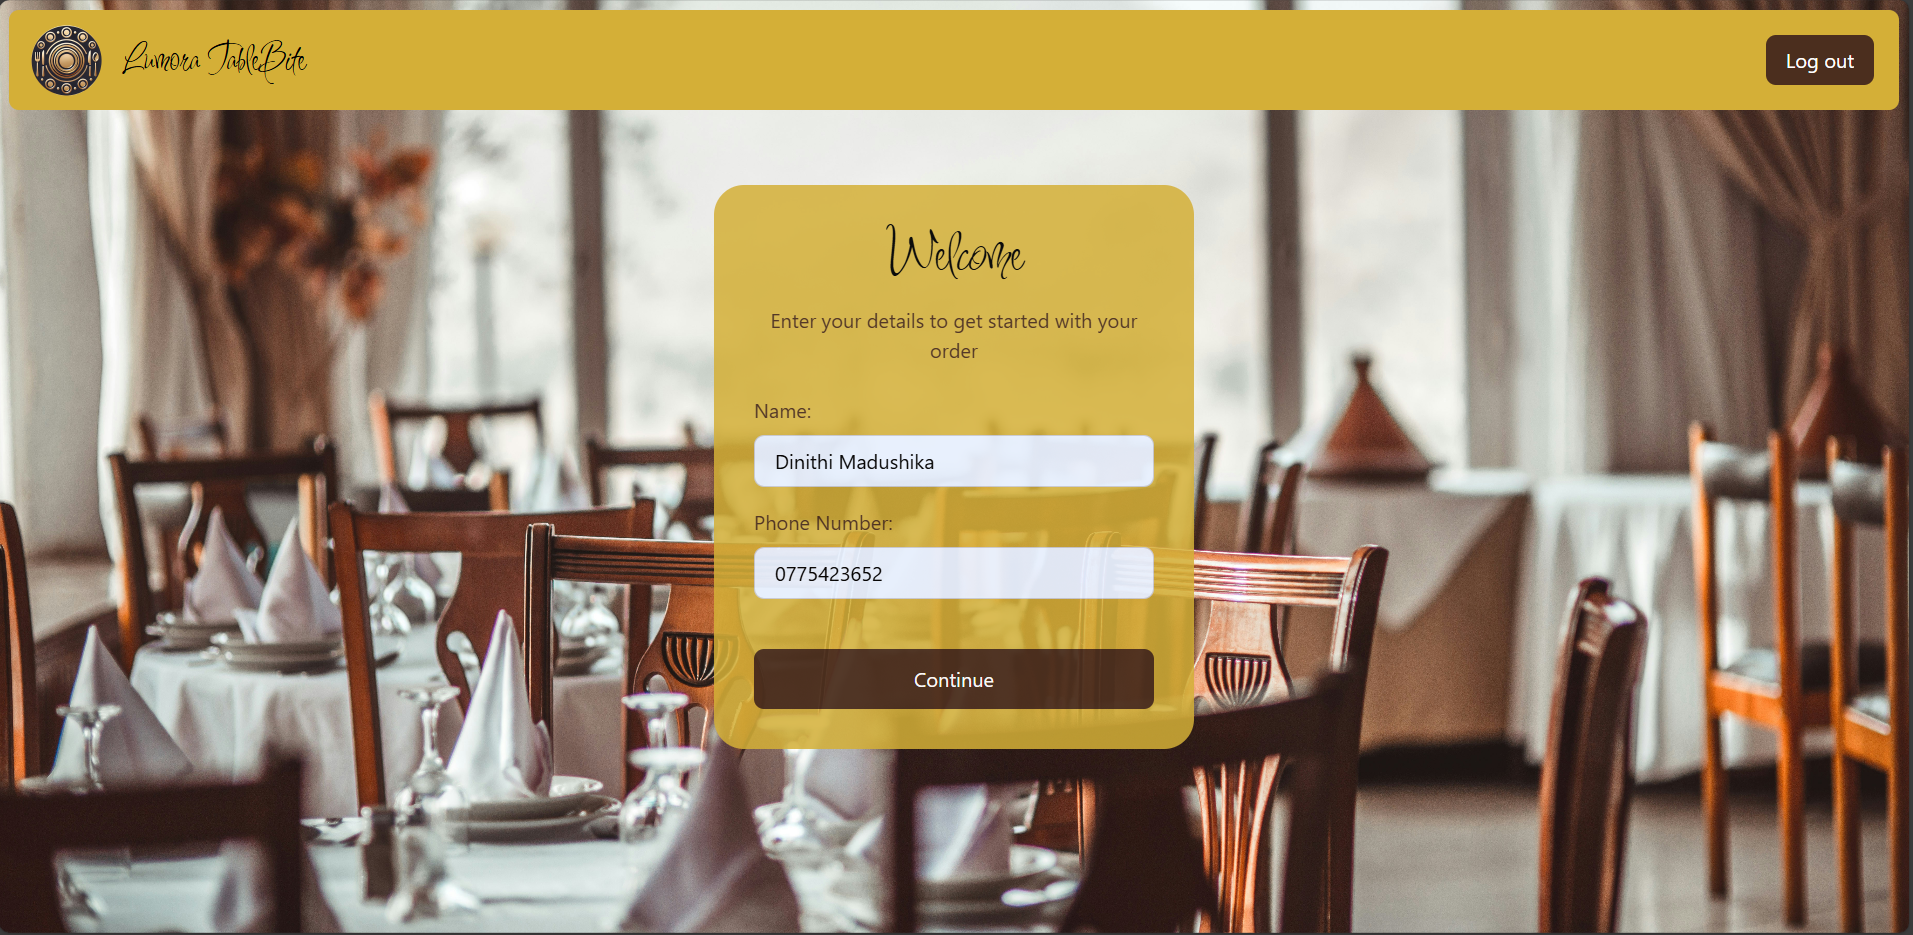 Lumora TableBite
Log out
Welcome
Enter your details to get started with your
order
Name:
Dinithi Madushika
Phone Number:
0775423652
Continue